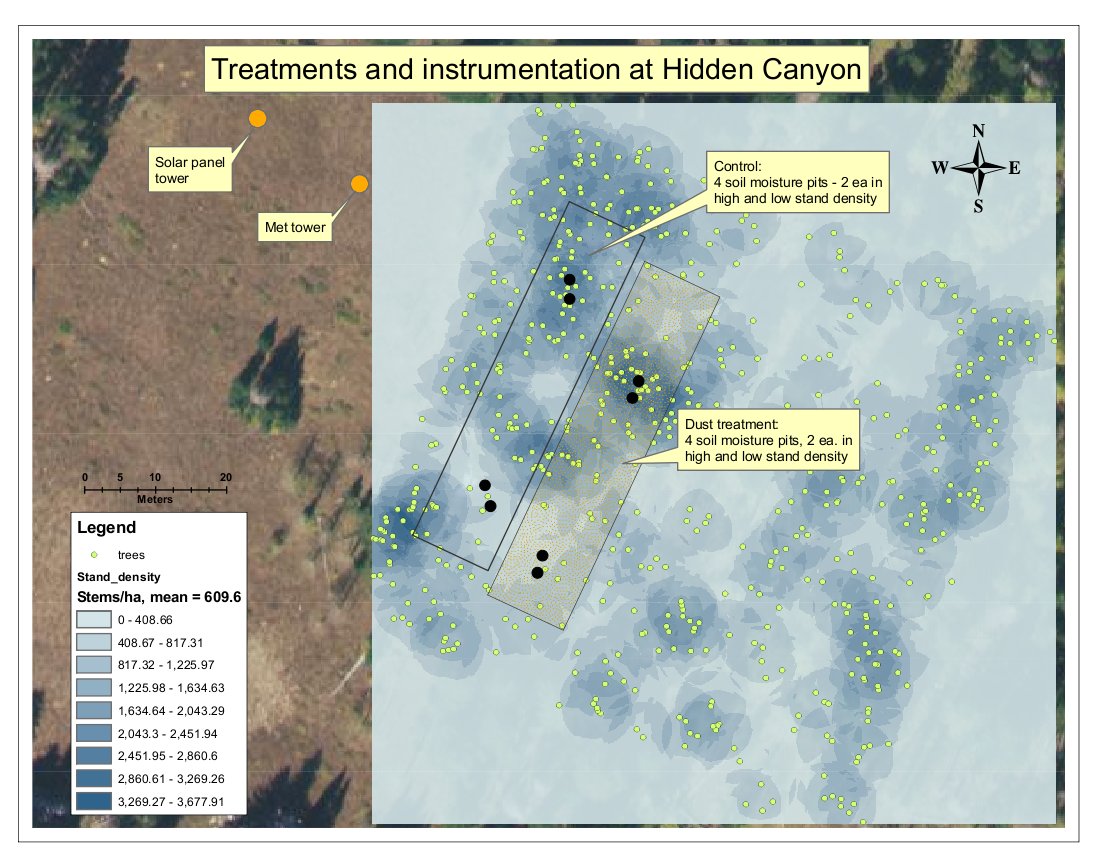 Treatments and instrumentation at Hidden Canyon
Solar panel
tower
Met tower
Control:
4 soil moisture pits - 2 ea in
high and low stand density
N
W E
S
Dust treatment:
4 soil moisture pits, 2 ea. in
high and low stand density
0 5 10 20
Meters
Legend
trees
Stand_density
Stems/ha, mean = 609.6
0 - 408.66
408.67 - 817.31
817.32 - 1,225.97
1,225.98 - 1,634.63
1,634.64 - 2,043.29
2,043.3 - 2,451.94
2,451.95 - 2,860.6
2,860.61 - 3,269.26
3,269.27 - 3,677.91